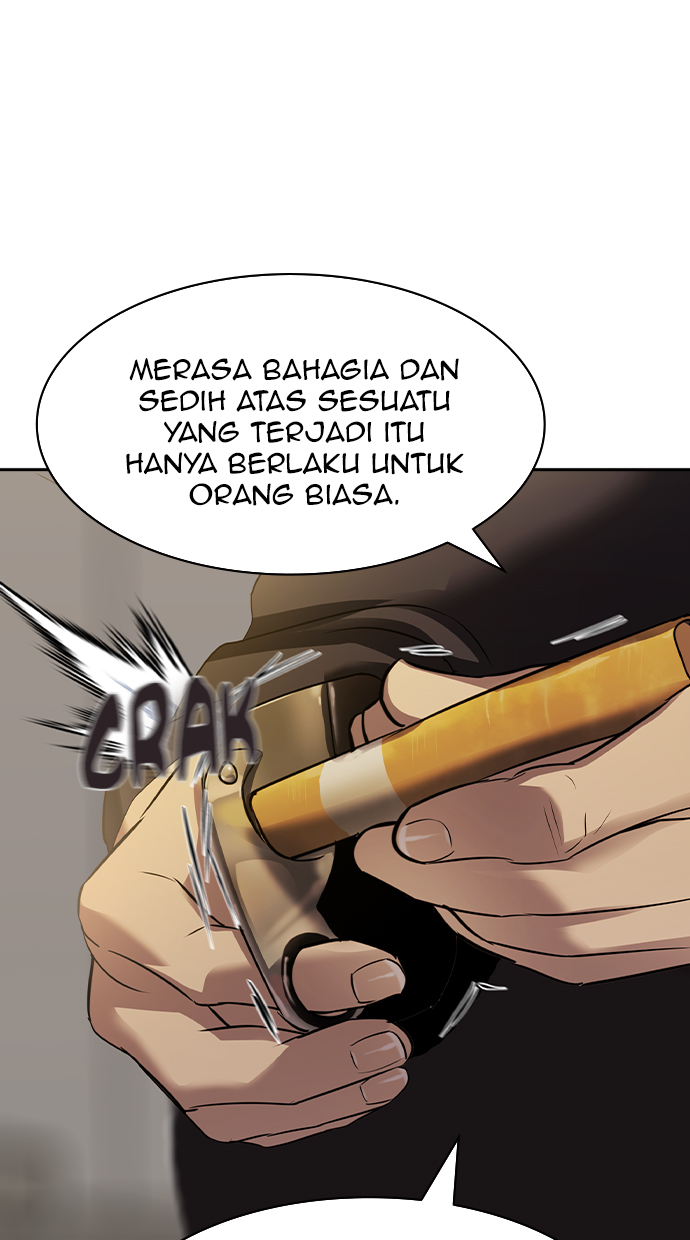 MERASA BAHAGIA DAN
SEDIH ATAS SESUATU
YANG TERJADI ITU
HANYA BERLAKU UNTUK
ORANG BIASA.
CRAK